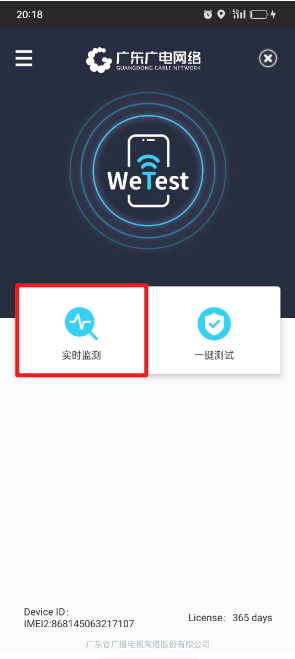 20:18
5G
广东广电网络
GUANGDONG CABLE NETWORK
WeTest
实时监测
一键测试
Device ID:
IMEI2:868145063217107
License: 365 days
广东省广播电视网络股份有限公司